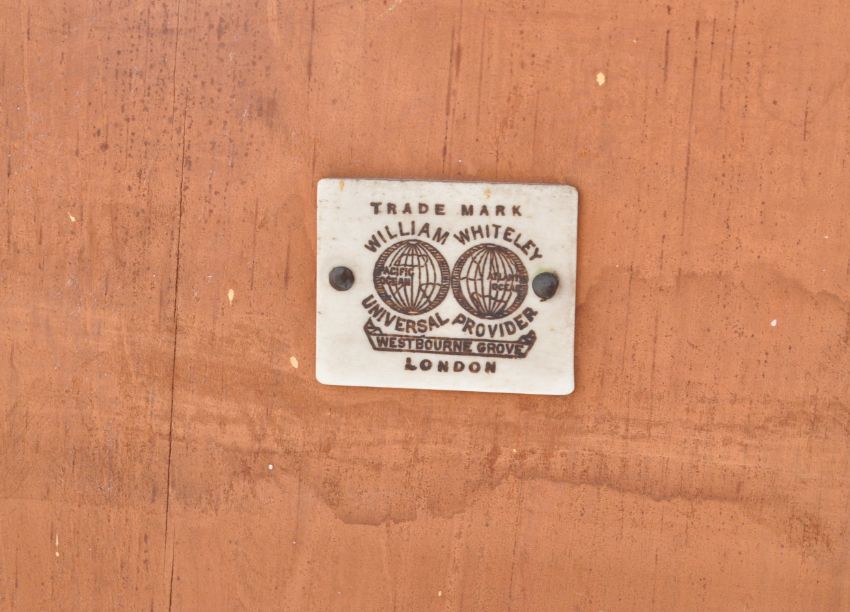 TRADE MARK
WILLIAM WHITELEY
PACIFIC
OCEAN
ATLANTIC
OCEAN
UNIVERSAL PROVIDER
WESTBOURNE GROVE
LONDON